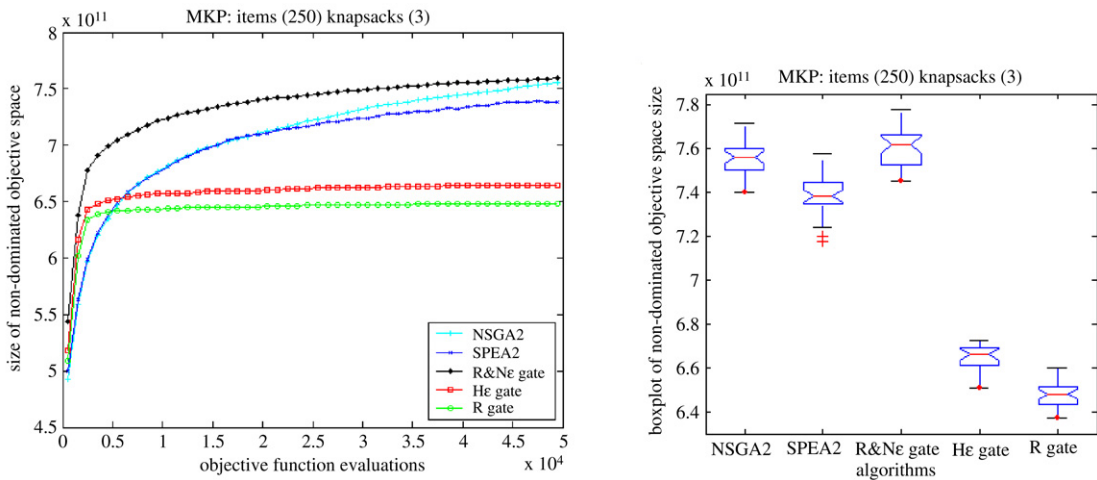 x 10¹¹
MKP: items (250) knapsacks (3)
8
7.5
7
6.5
6
5.5
5
4.5
size of non-dominated objective space
NSGA2
SPEA2
R&Nε gate
Hε gate
R gate
0 0.5 1 1.5 2 2.5 3 3.5 4 4.5 5
objective function evaluations
x 10⁴
x 10¹¹
MKP: items (250) knapsacks (3)
7.8
7.6
7.4
7.2
6.8
6.6
6.4
boxplot of non-dominated objective space size
NSGA2 SPEA2 R&Nε gate Hε gate R gate
algorithms